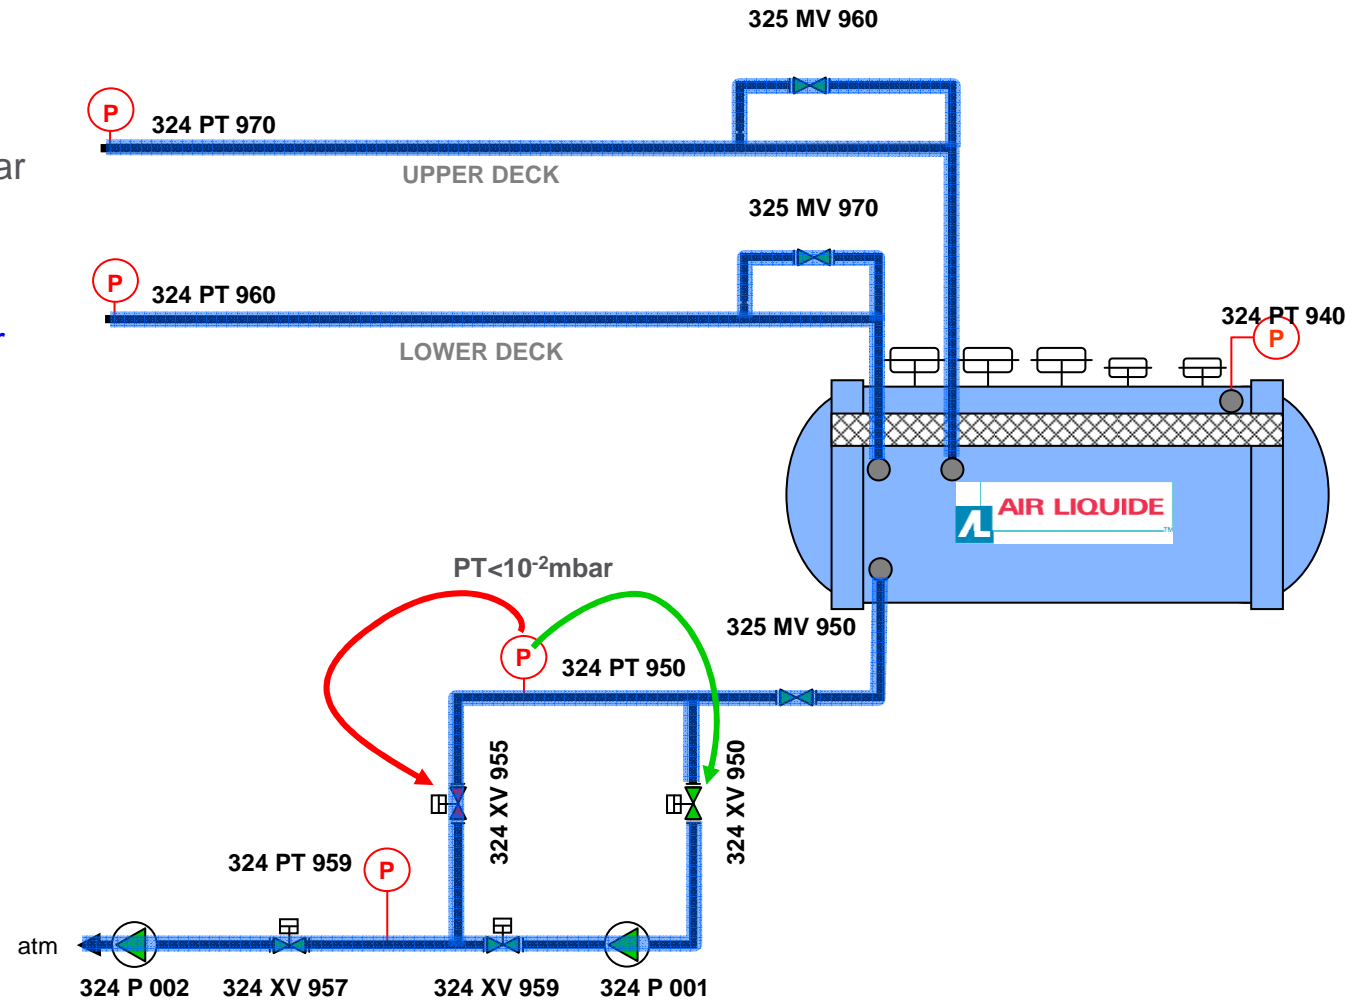 325 MV 960
P
324 PT 970
ar
UPPER DECK
325 MV 970
P
324 PT 960
r
LOWER DECK
324 PT 940
P
AIR LIQUIDE
TM
PT<10⁻²mbar
325 MV 950
P
324 PT 950
324 XV 955
324 XV 950
324 PT 959
P
atm
324 P 002
324 XV 957
324 XV 959
324 P 001